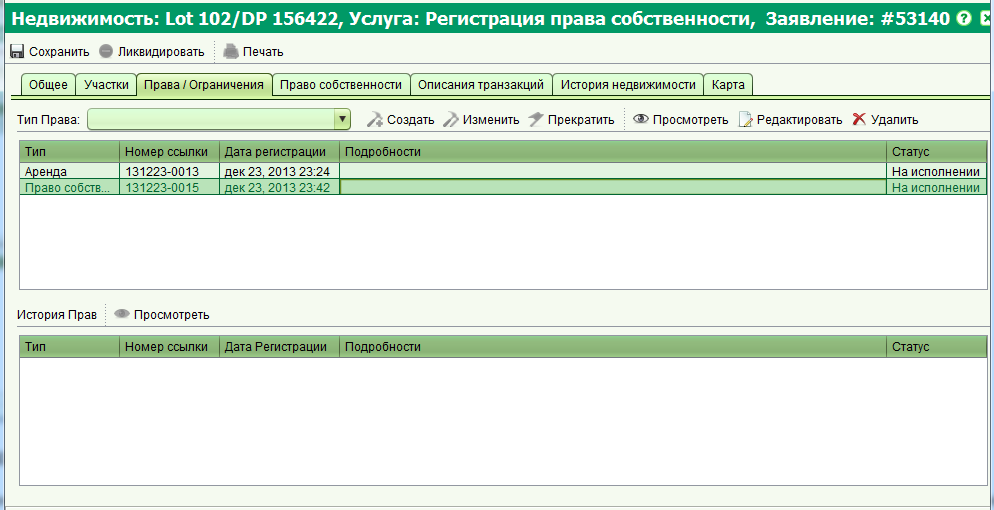 Недвижимость: Lot 102/DP 156422, Услуга: Регистрация права собственности, Заявление: #53140 ?
Сохранить Ликвидировать Печать
Общее Участки Права / Ограничения Право собственности Описания транзакций История недвижимости Карта
Тип Права: Создать Изменить Прекратить Просмотреть Редактировать Удалить
Тип Номер ссылки Дата регистрации Подробности Статус
Аренда 131223-0013 дек 23, 2013 23:24 На исполнении
Право собств... 131223-0015 дек 23, 2013 23:42 На исполнении
История Прав Просмотреть
Тип Номер ссылки Дата Регистрации Подробности Статус